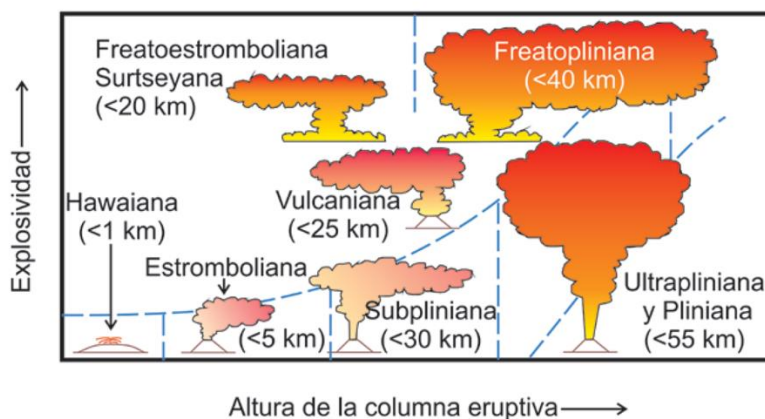 Explosividad
Freatoestromboliana
Surtseyana
(<20 km)
Freatopliniana
(<40 km)
Hawaiana
(<1 km)
Vulcaniana
(<25 km)
Estromboliana
(<5 km)
Subpliniana
(<30 km)
Ultrapliniana
y Pliniana
(<55 km)
Altura de la columna eruptiva